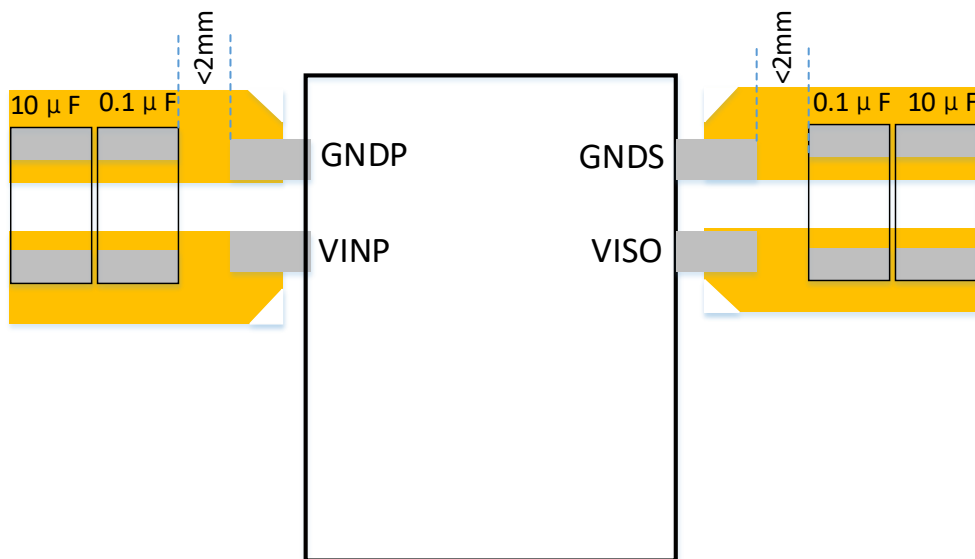 <2mm
<2mm
10 µ F 0.1 µ F
0.1 µ F 10 µ F
GNDP
GNDS
VINP
VISO